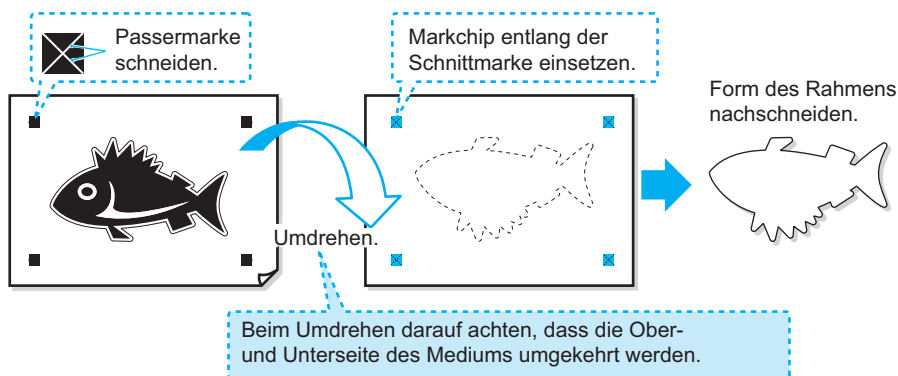 Passermarke
schneiden.
Markchip entlang der
Schnittmarke einsetzen.
Form des Rahmens
nachschneiden.
Umdrehen.
Beim Umdrehen darauf achten, dass die Ober-
und Unterseite des Mediums umgekehrt werden.